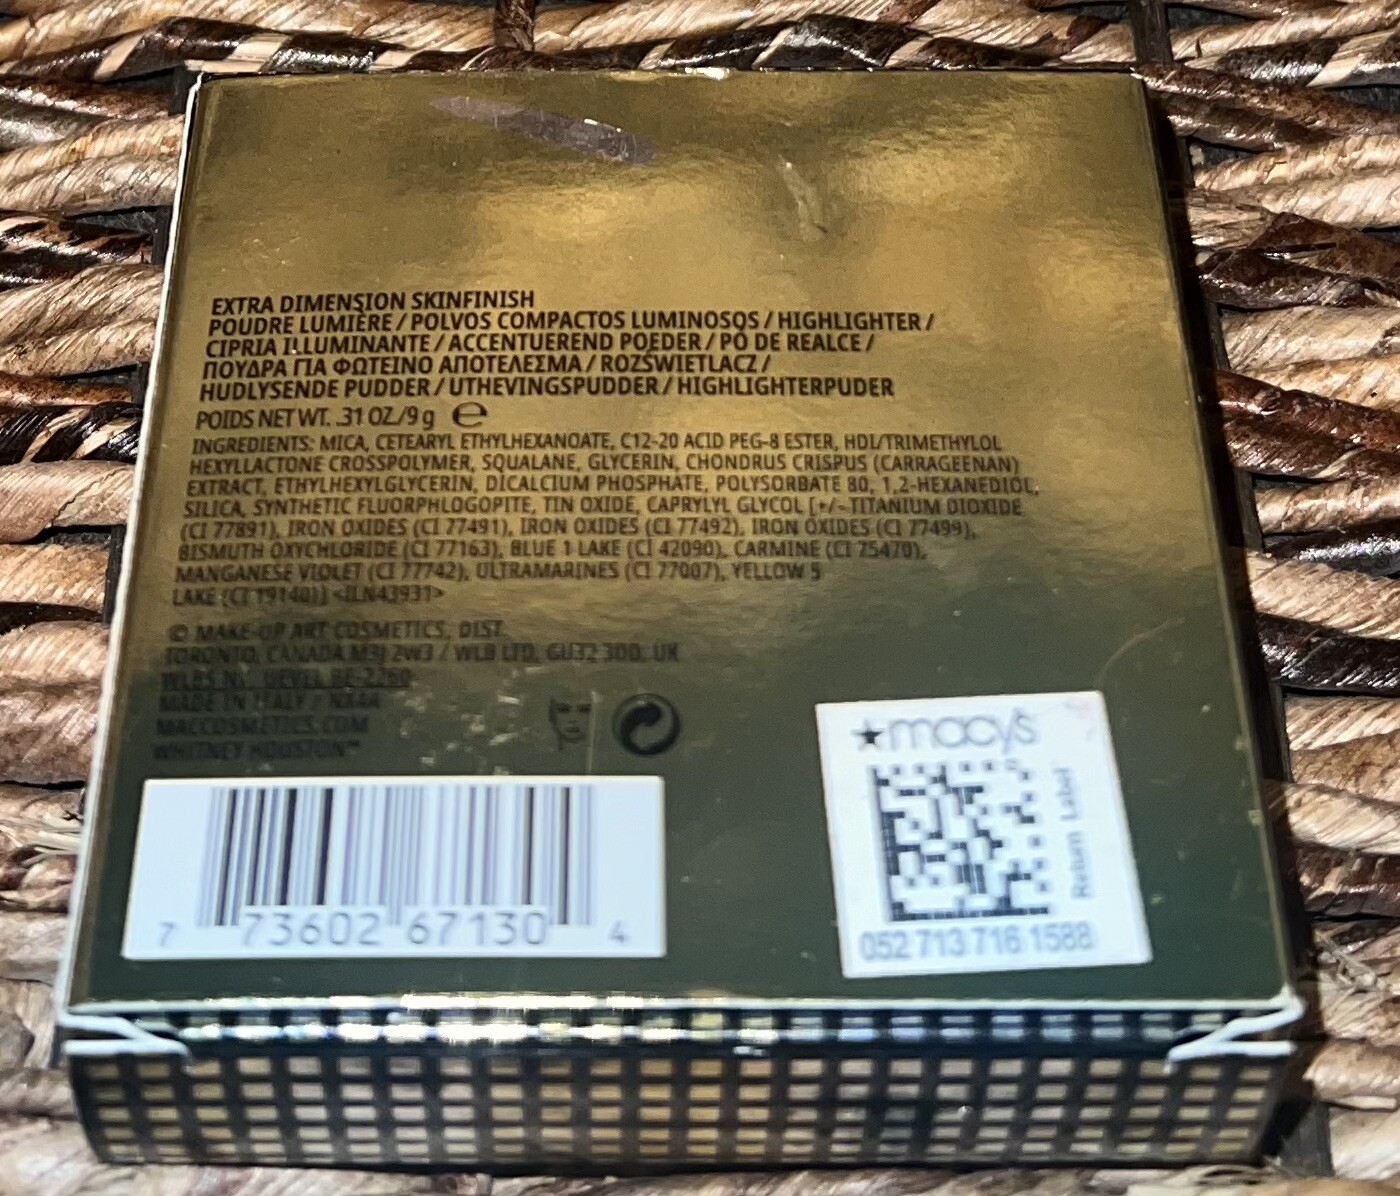 EXTRA DIMENSION SKINFINISH
POUDRE LUMIÈRE / POLVOS COMPACTOS LUMINOSOS / HIGHLIGHTER /
CIPRIA ILLUMINANTE / ACCENTUEREND POEDER / PÓ DE REALCE /
ΠΟΥΔΡΑ ΓΙΑ ΦΩΤΕΙΝΟ ΑΠΟΤΕΛΕΣΜΑ / ROZŚWIETLACZ /
HUDLYSENDE PUDDER / UTHEVINGSPUDDER / HIGHLIGHTERPUDER
POIDS NET WT. .31 OZ./9 g ℮
INGREDIENTS: MICA, CETEARYL ETHYLHEXANOATE, C12-20 ACID PEG-8 ESTER, HDI/TRIMETHYLOL
HEXYLLACTONE CROSSPOLYMER, SQUALANE, GLYCERIN, CHONDRUS CRISPUS (CARRAGEENAN)
EXTRACT, ETHYLHEXYLGLYCERIN, DICALCIUM PHOSPHATE, POLYSORBATE 80, 1,2-HEXANEDIOL,
SILICA, SYNTHETIC FLUORPHLOGOPITE, TIN OXIDE, CAPRYLYL GLYCOL [+/- TITANIUM DIOXIDE
(CI 77891), IRON OXIDES (CI 77491), IRON OXIDES (CI 77492), IRON OXIDES (CI 77499),
BISMUTH OXYCHLORIDE (CI 77163), BLUE 1 LAKE (CI 42090), CARMINE (CI 75470),
MANGANESE VIOLET (CI 77742), ULTRAMARINES (CI 77007), YELLOW 5
LAKE (CI 19140)] <ILN43931>
© MAKE-UP ART COSMETICS, DIST.
TORONTO, CANADA M3J 2W3 / WLB LTD, GU32 3QD, UK
WLBS NV, OEVEL BE-2260
MADE IN ITALY /
MACCOSMETICS.COM
WHITNEY HOUSTON™
7 73602 67130 4
★macy's
Return Label
052 713 716 1588